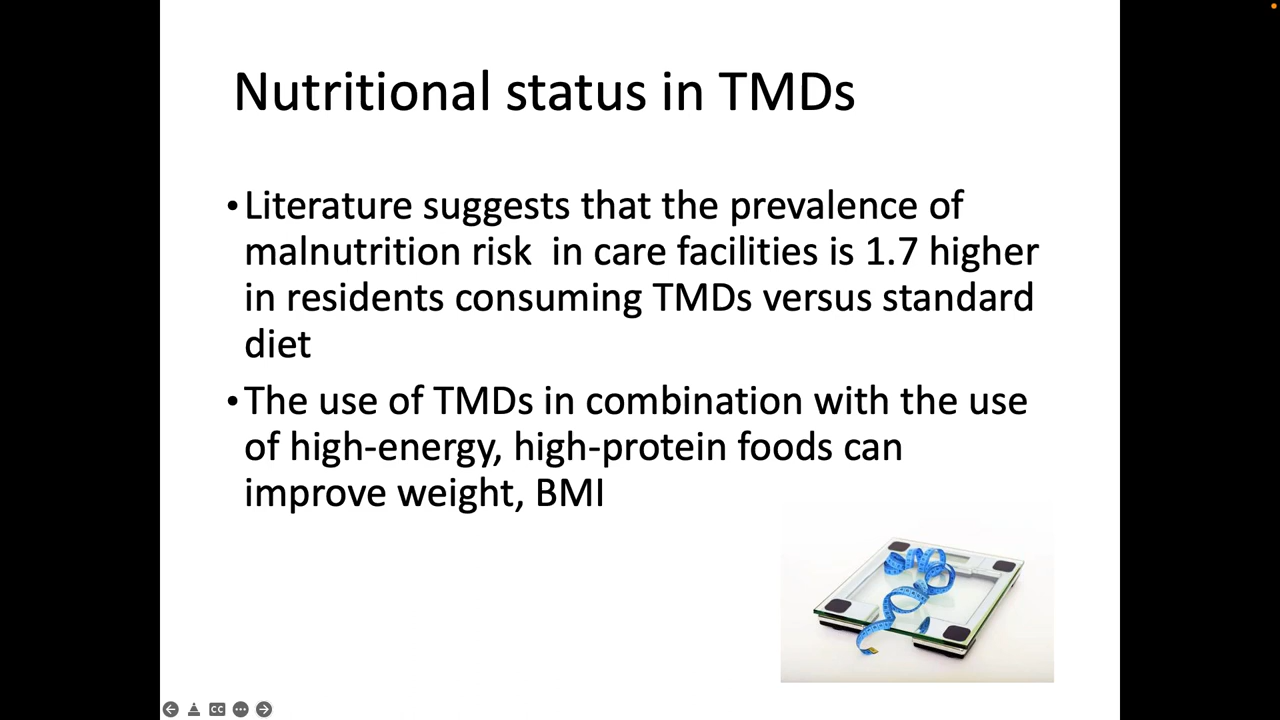 Nutritional status in TMDs
•Literature suggests that the prevalence of
malnutrition risk  in care facilities is 1.7 higher
in residents consuming TMDs versus standard
diet
•The use of TMDs in combination with the use
of high-energy, high-protein foods can
improve weight, BMI
CC